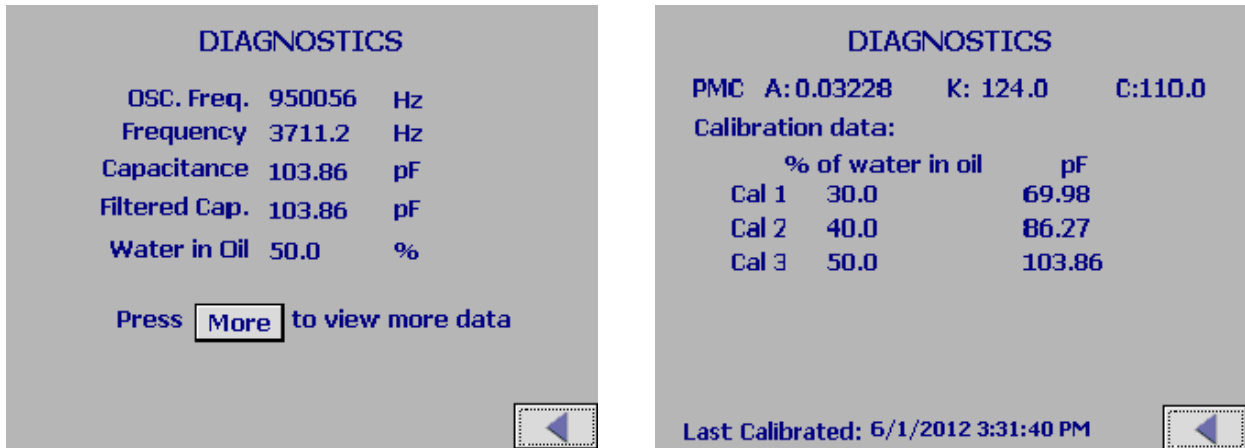 DIAGNOSTICS
OSC. Freq. 950056 Hz
Frequency 3711.2 Hz
Capacitance 103.86 pF
Filtered Cap. 103.86 pF
Water in Oil 50.0 %
Press More to view more data
DIAGNOSTICS
PMC A: 0.03228 K: 124.0 C:110.0
Calibration data:
% of water in oil pF
Cal 1 30.0 69.98
Cal 2 40.0 86.27
Cal 3 50.0 103.86
Last Calibrated: 6/1/2012 3:31:40 PM